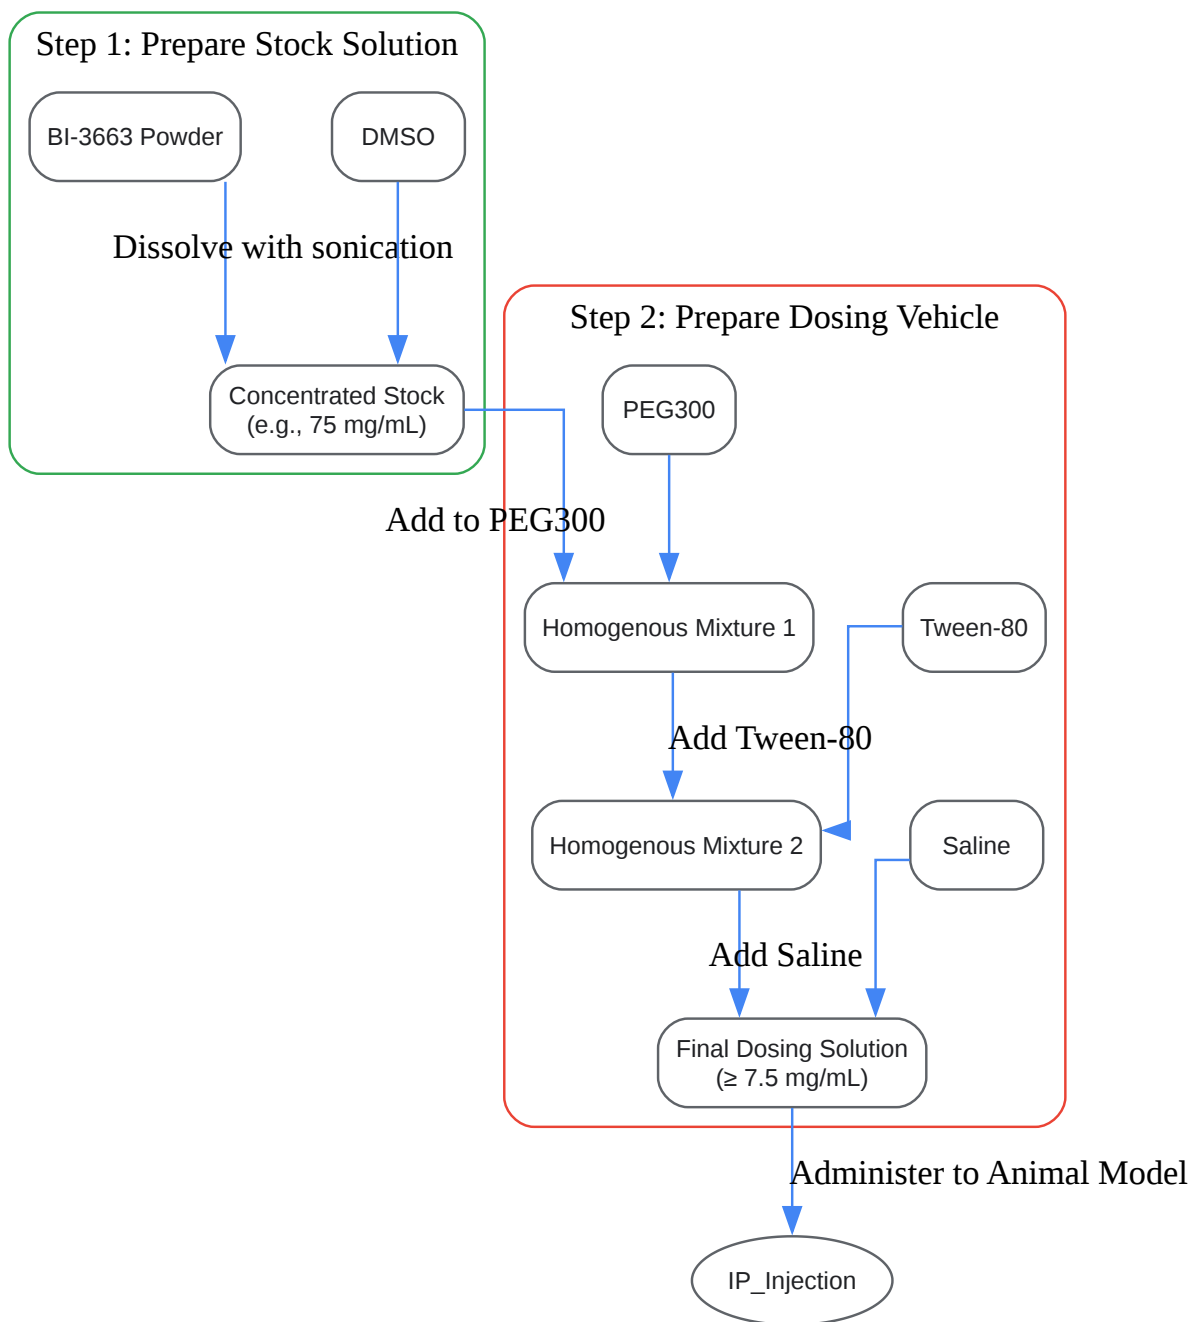 Step 1: Prepare Stock Solution
BI-3663 Powder
DMSO
Dissolve with sonication
Concentrated Stock
(e.g., 75 mg/mL)
Step 2: Prepare Dosing Vehicle
PEG300
Add to PEG300
Homogenous Mixture 1
Tween-80
Add Tween-80
Homogenous Mixture 2
Saline
Add Saline
Final Dosing Solution
(≥ 7.5 mg/mL)
Administer to Animal Model
IP_Injection